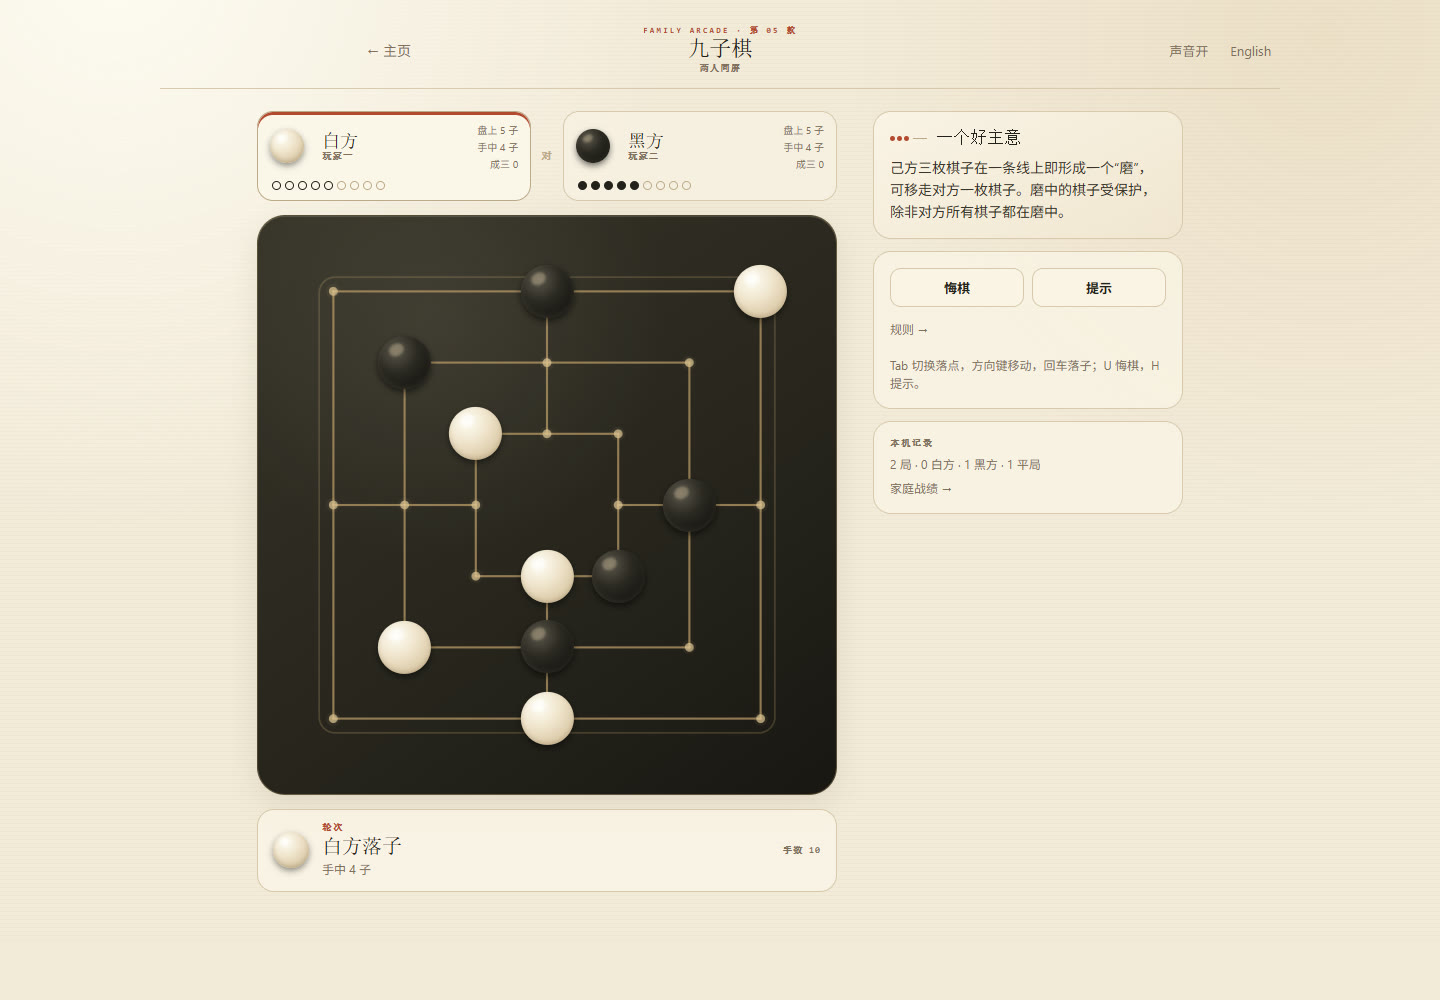 ← 主页
FAMILY ARCADE · 第 05 款
九子棋
两人同屏
声音开
English
白方
玩家一
盘上 5 子
手中 4 子
成三 0
对
黑方
玩家二
盘上 5 子
手中 4 子
成三 0
一个好主意
己方三枚棋子在一条线上即形成一个“磨”，
可移走对方一枚棋子。磨中的棋子受保护，
除非对方所有棋子都在磨中。
悔棋
提示
规则 →
Tab 切换落点，方向键移动，回车落子；U 悔棋，H
提示。
本机记录
2 局 · 0 白方 · 1 黑方 · 1 平局
家庭战绩 →
轮次
白方落子
手中 4 子
手数 10